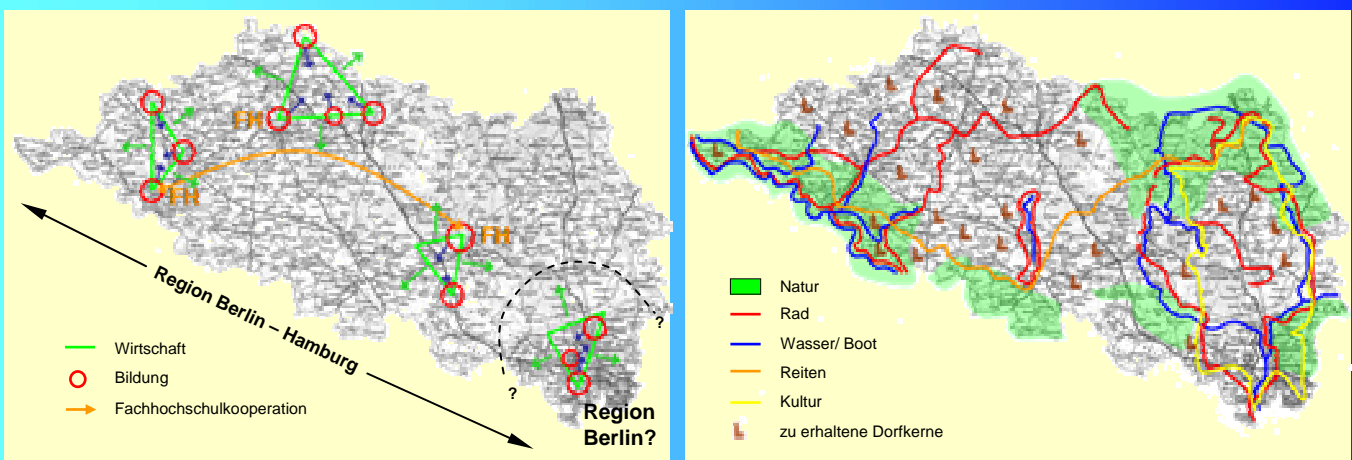 FH
FH
FH
Region Berlin – Hamburg
?
?
Region
Berlin?
Wirtschaft
Bildung
Fachhochschulkooperation
Natur
Rad
Wasser/ Boot
Reiten
Kultur
zu erhaltene Dorfkerne